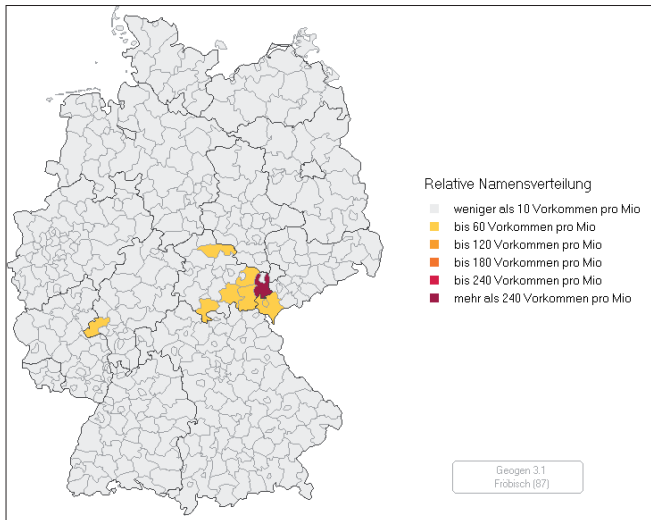 Relative Namensverteilung
weniger als 10 Vorkommen pro Mio
bis 60 Vorkommen pro Mio
bis 120 Vorkommen pro Mio
bis 180 Vorkommen pro Mio
bis 240 Vorkommen pro Mio
mehr als 240 Vorkommen pro Mio
Geogen 3.1
Fröbisch (87)